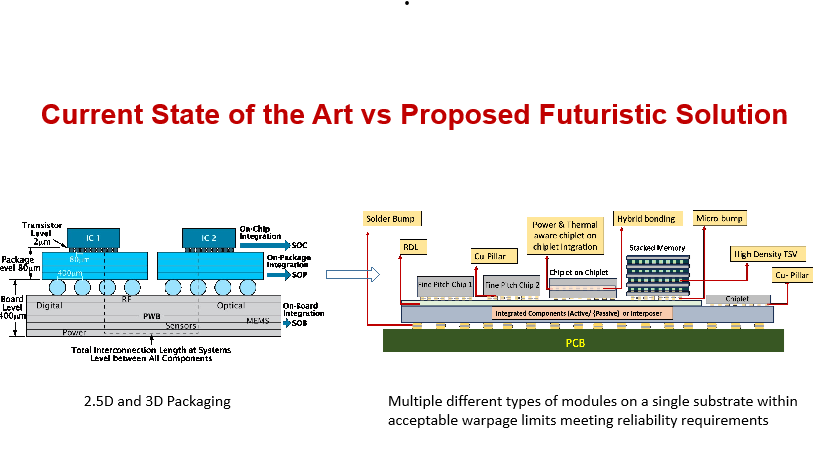 Current State of the Art vs Proposed Futuristic Solution
Transistor
Level
2μm
IC 1
IC 2
On-Chip
Integration
SOC
Package
evel 80μm
80μm
400μm
On-Package
Integration
SOP
Board
Level
400μm
Digital
RF
Optical
PWB
MEMS
Sensors
Power
On-Board
Integration
SOB
Total Interconnection Length at Systems
Level between All Components
2.5D and 3D Packaging
Solder Bump
RDL
Cu Pillar
Power & Thermal
aware chiplet on
chiplet Intgration
Hybrid bonding
Micro bump
Stacked Memory
High Density TSV
Cu- Pillar
Fine Pitch Chip 1
Fine Pitch Chip 2
Chipet on Chiplet
Chiplet
Integrated Components (Active/ (Passive) or Interposer
PCB
Multiple different types of modules on a single substrate within
acceptable warpage limits meeting reliability requirements